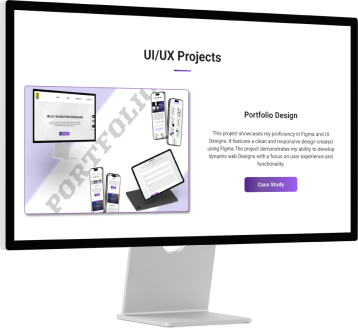 UI/UX Projects
PORTFOLIO
Portfolio Design
This project showcases my proficiency in Figma and UI
Designs. It features a clean and responsive design created
using Figma.The project demonstrates my ability to develop
dynamic web Designs with a focus on user experience and
functionality.
Case Study